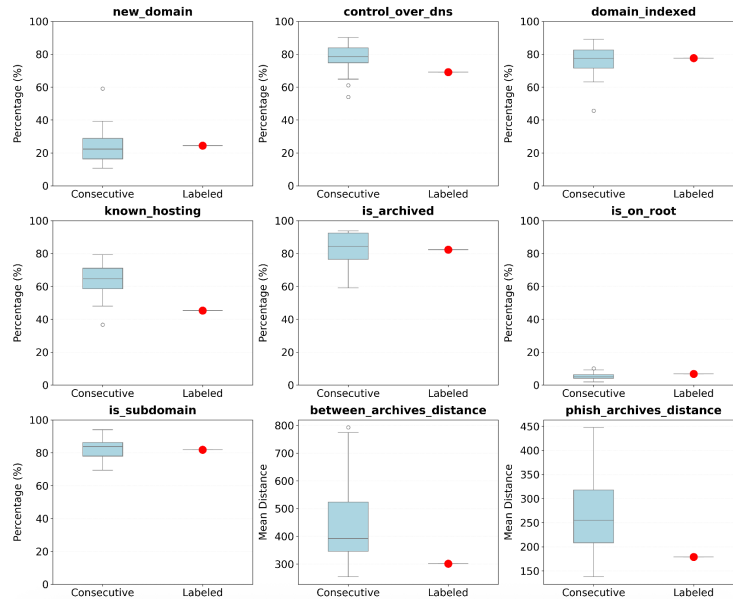 new_domain
100
80
60
40
20
0
Percentage (%)
Consecutive
Labeled
control_over_dns
100
80
60
40
20
0
Percentage (%)
Consecutive
Labeled
domain_indexed
100
80
60
40
20
0
Percentage (%)
Consecutive
Labeled
known_hosting
100
80
60
40
20
0
Percentage (%)
Consecutive
Labeled
is_archived
100
80
60
40
20
0
Percentage (%)
Consecutive
Labeled
is_on_root
100
80
60
40
20
0
Percentage (%)
Consecutive
Labeled
is_subdomain
100
80
60
40
20
0
Percentage (%)
Consecutive
Labeled
between_archives_distance
800
700
600
500
400
300
Mean Distance
Consecutive
Labeled
phish_archives_distance
450
400
350
300
250
200
150
Mean Distance
Consecutive
Labeled